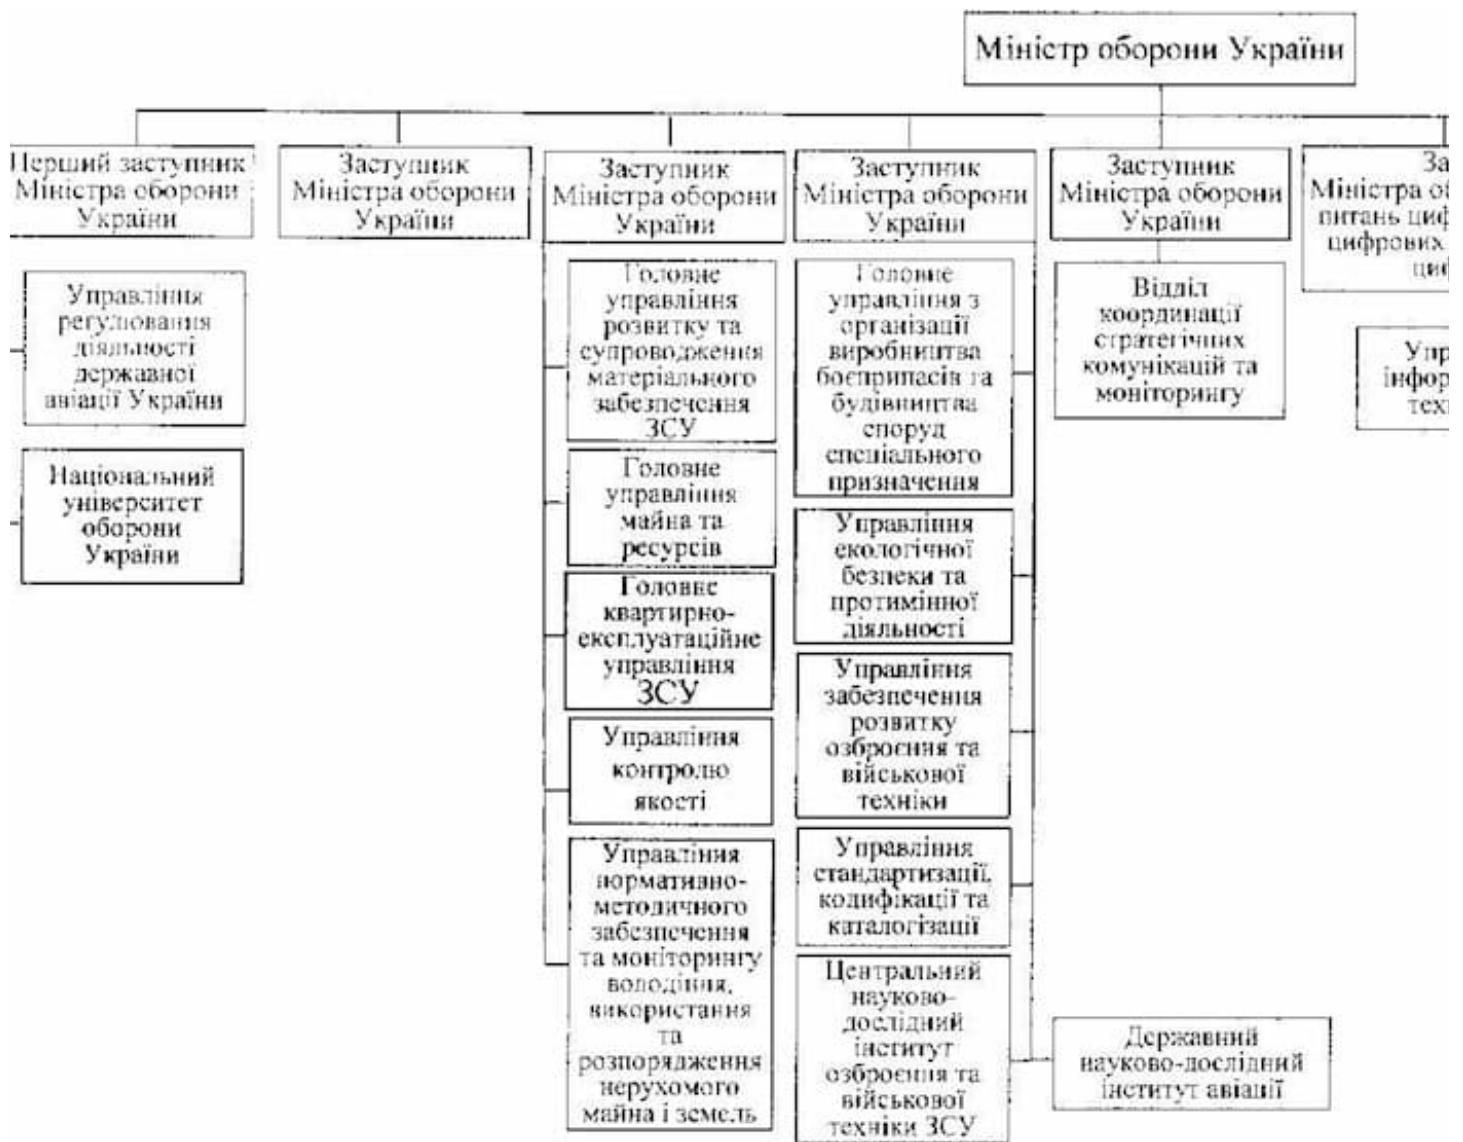 Міністр оборони України
Перший заступник
Міністра оборони
України
Заступник
Міністра оборони
України
Заступник
Міністра оборони
України
Заступник
Міністра оборони
України
Заступник
Міністра оборони
України
Міністра
питань
цифрових
Управління
регулювання
діяльності
державної
авіації України
Національний
університет
оборони
України
Головне
управління
розвитку та
супроводження
матеріального
забезпечення
ЗСУ
Головне
управління
майна та
ресурсів
Головне
квартирно-
експлуатаційне
управління
ЗСУ
Управління
контролю
якості
Управління
нормативно-
методичного
забезпечення
та моніторингу
володіння,
використання
та
розпорядження
нерухомого
майна і земель
Головне
управління з
організації
виробництва
боєприпасів та
будівництва
споруд
спеціального
призначення
Управління
екологічної
безпеки та
протимінної
діяльності
Управління
забезпечення
розвитку
озброєння та
військової
техніки
Управління
стандартизації,
кодифікації та
каталогізації
Центральний
науково-
дослідний
інститут
озброєння та
військової
техніки ЗСУ
Відділ
координації
стратегічних
комунікацій та
моніторингу
Державний
науково-дослідний
інститут авіації